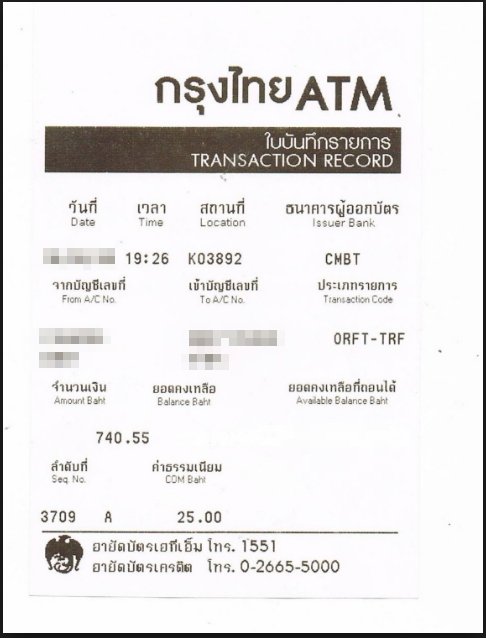 กรุงไทย ATM
ใบบันทึกรายการ
TRANSACTION RECORD
วันที่ เวลา สถานที่ ธนาคารผู้ออกบัตร
Date Time Location Issuer Bank
19:26 K03892 CMBT
จากบัญชีเลขที่ เข้าบัญชีเลขที่ ประเภทรายการ
From A/C No. To A/C No. Transaction Code
ORFT-TRF
จำนวนเงิน ยอดคงเหลือ ยอดคงเหลือที่ถอนได้
Amount Baht Balance Baht Available Balance Baht
740.55
ลำดับที่ ค่าธรรมเนียม
Seq. No. COM Baht
3709 A 25.00
อายัดบัตรเอทีเอ็ม โทร. 1551
อายัดบัตรเครดิต โทร. 0-2665-5000